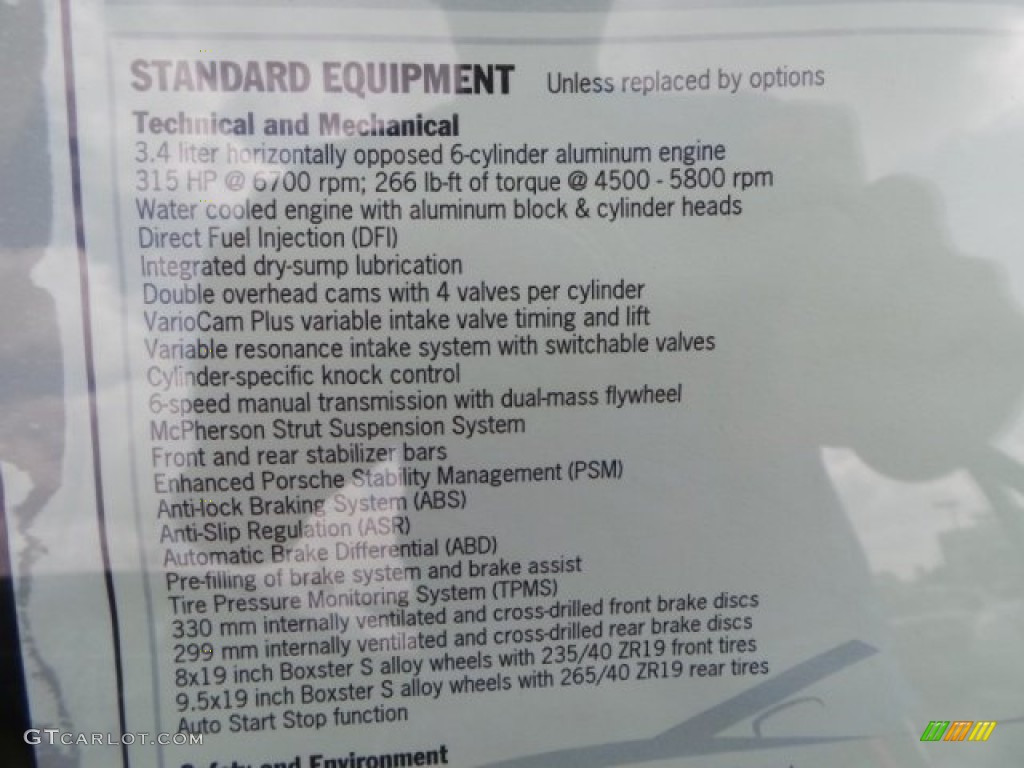 STANDARD EQUIPMENT Unless replaced by options
Technical and Mechanical
3.4 liter horizontally opposed 6-cylinder aluminum engine
315 HP @ 6700 rpm; 266 lb-ft of torque @ 4500 - 5800 rpm
Water cooled engine with aluminum block & cylinder heads
Direct Fuel Injection (DFI)
Integrated dry-sump lubrication
Double overhead cams with 4 valves per cylinder
VarioCam Plus variable intake valve timing and lift
Variable resonance intake system with switchable valves
Cylinder-specific knock control
6-speed manual transmission with dual-mass flywheel
McPherson Strut Suspension System
Front and rear stabilizer bars
Enhanced Porsche Stability Management (PSM)
Anti-lock Braking System (ABS)
Anti-Slip Regulation (ASR)
Automatic Brake Differential (ABD)
Pre-filling of brake system and brake assist
Tire Pressure Monitoring System (TPMS)
330 mm internally ventilated and cross-drilled front brake discs
299 mm internally ventilated and cross-drilled rear brake discs
8x19 inch Boxster S alloy wheels with 235/40 ZR19 front tires
9.5x19 inch Boxster S alloy wheels with 265/40 ZR19 rear tires
Auto Start Stop function
Safety and Environment
GTCARLOT.COM